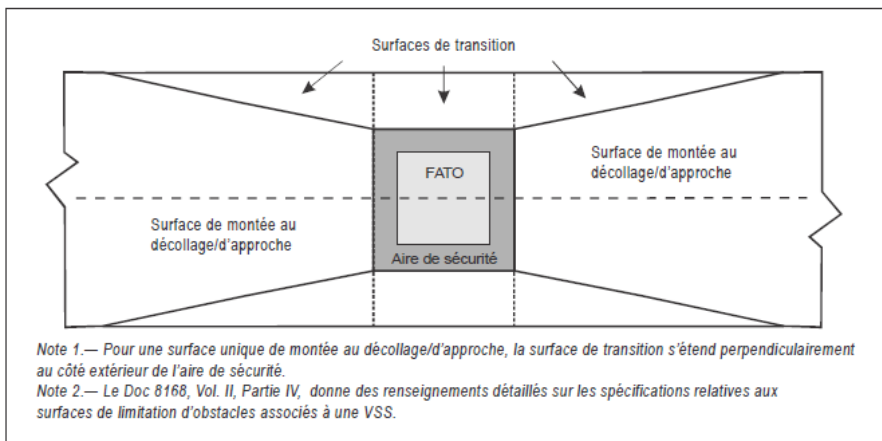 Surfaces de transition
Surface de montée au
décollage/d'approche
FATO
Surface de montée au
décollage/d'approche
Aire de sécurité
Note 1.— Pour une surface unique de montée au décollage/d'approche, la surface de transition s'étend perpendiculairement
au côté extérieur de l'aire de sécurité.
Note 2.— Le Doc 8168, Vol. II, Partie IV, donne des renseignements détaillés sur les spécifications relatives aux
surfaces de limitation d'obstacles associés à une VSS.